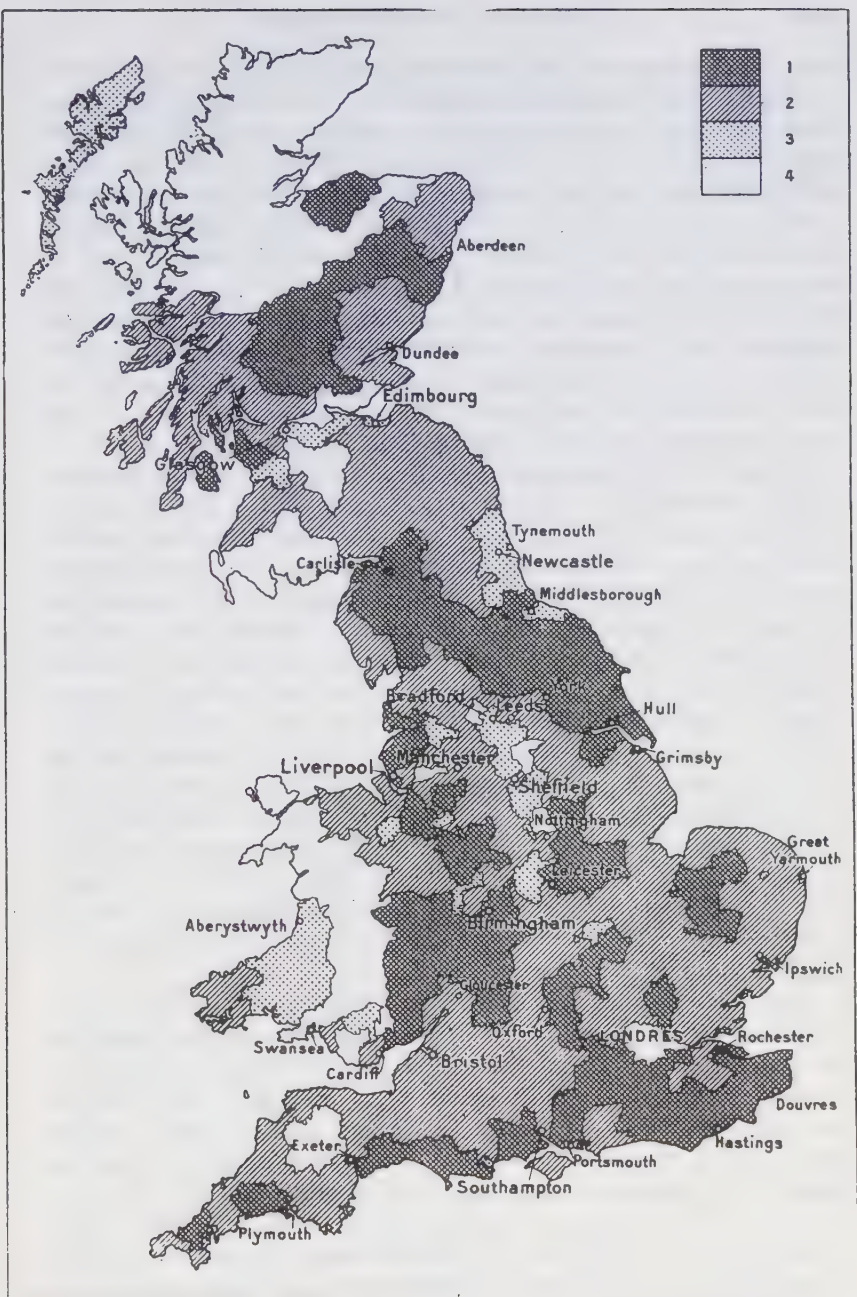 1
2
3
4
Aberdeen
Dundee
Edimbourg
Glasgow
Tynemouth
Newcastle
Carlisle
Middlesborough
York
Bradford
Leeds
Hull
Manchester
Grimsby
Liverpool
Sheffield
Nottingham
Great
Yarmouth
Leicester
Aberystwyth
Birmingham
Ipswich
Gloucester
Oxford
LONDRES
Rochester
Swansea
Cardiff
Bristol
Douvres
Exeter
Hastings
Portsmouth
Southampton
Plymouth